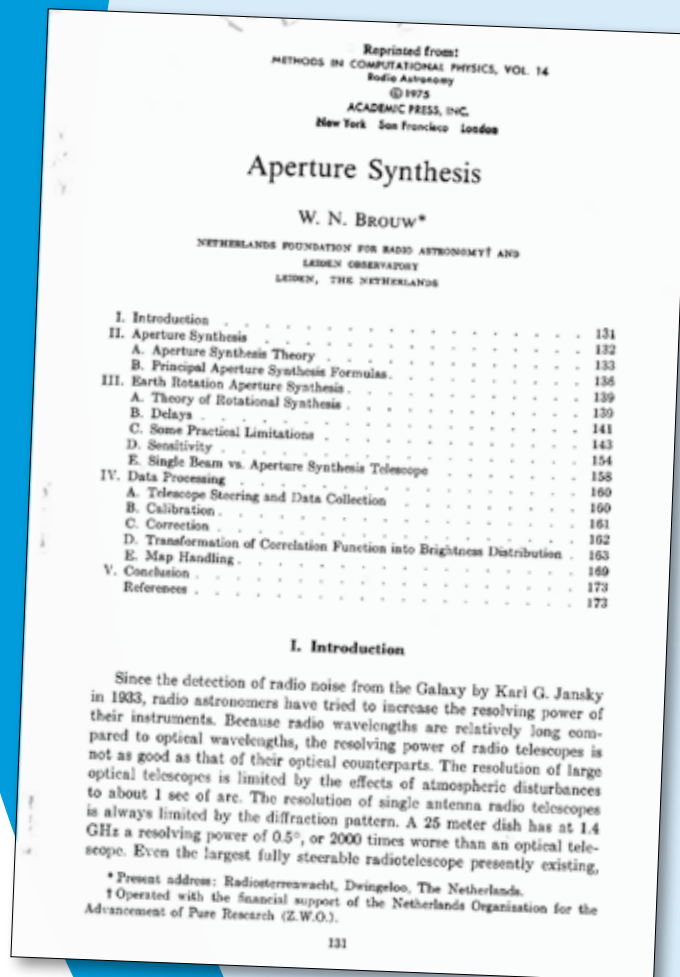 Reprinted from:
METHODS IN COMPUTATIONAL PHYSICS, VOL. 14
Radio Astronomy
© 1975
ACADEMIC PRESS, INC.
New York San Francisco London
Aperture Synthesis
W. N. BROUW*
NETHERLANDS FOUNDATION FOR RADIO ASTRONOMY† AND
LEIDEN OBSERVATORY
LEIDEN, THE NETHERLANDS
I. Introduction . . . . . 131
II. Aperture Synthesis . . . . . 132
A. Aperture Synthesis Theory . . . . . 133
B. Principal Aperture Synthesis Formulas . . . . . 136
III. Earth Rotation Aperture Synthesis . . . . . 139
A. Theory of Rotational Synthesis . . . . . 139
B. Delays . . . . . 141
C. Some Practical Limitations . . . . . 143
D. Sensitivity . . . . . 154
E. Single Beam vs. Aperture Synthesis Telescope . . . . . 158
IV. Data Processing . . . . . 160
A. Telescope Steering and Data Collection . . . . . 160
B. Calibration . . . . . 161
C. Correction . . . . . 162
D. Transformation of Correlation Function into Brightness Distribution . 163
E. Map Handling . . . . . 169
V. Conclusion . . . . . 173
References . . . . . 173
I. Introduction
Since the detection of radio noise from the Galaxy by Karl G. Jansky
in 1933, radio astronomers have tried to increase the resolving power of
their instruments. Because radio wavelengths are relatively long com-
pared to optical wavelengths, the resolving power of radio telescopes is
not as good as that of their optical counterparts. The resolution of large
optical telescopes is limited by the effects of atmospheric disturbances
to about 1 sec of arc. The resolution of single antenna radio telescopes
is always limited by the diffraction pattern. A 25 meter dish has at 1.4
GHz a resolving power of 0.5°, or 2000 times worse than an optical tele-
scope. Even the largest fully steerable radiotelescope presently existing,
* Present address: Radiosterrenwacht, Dwingeloo, The Netherlands.
† Operated with the financial support of the Netherlands Organisation for the
Advancement of Pure Research (Z.W.O.).
131